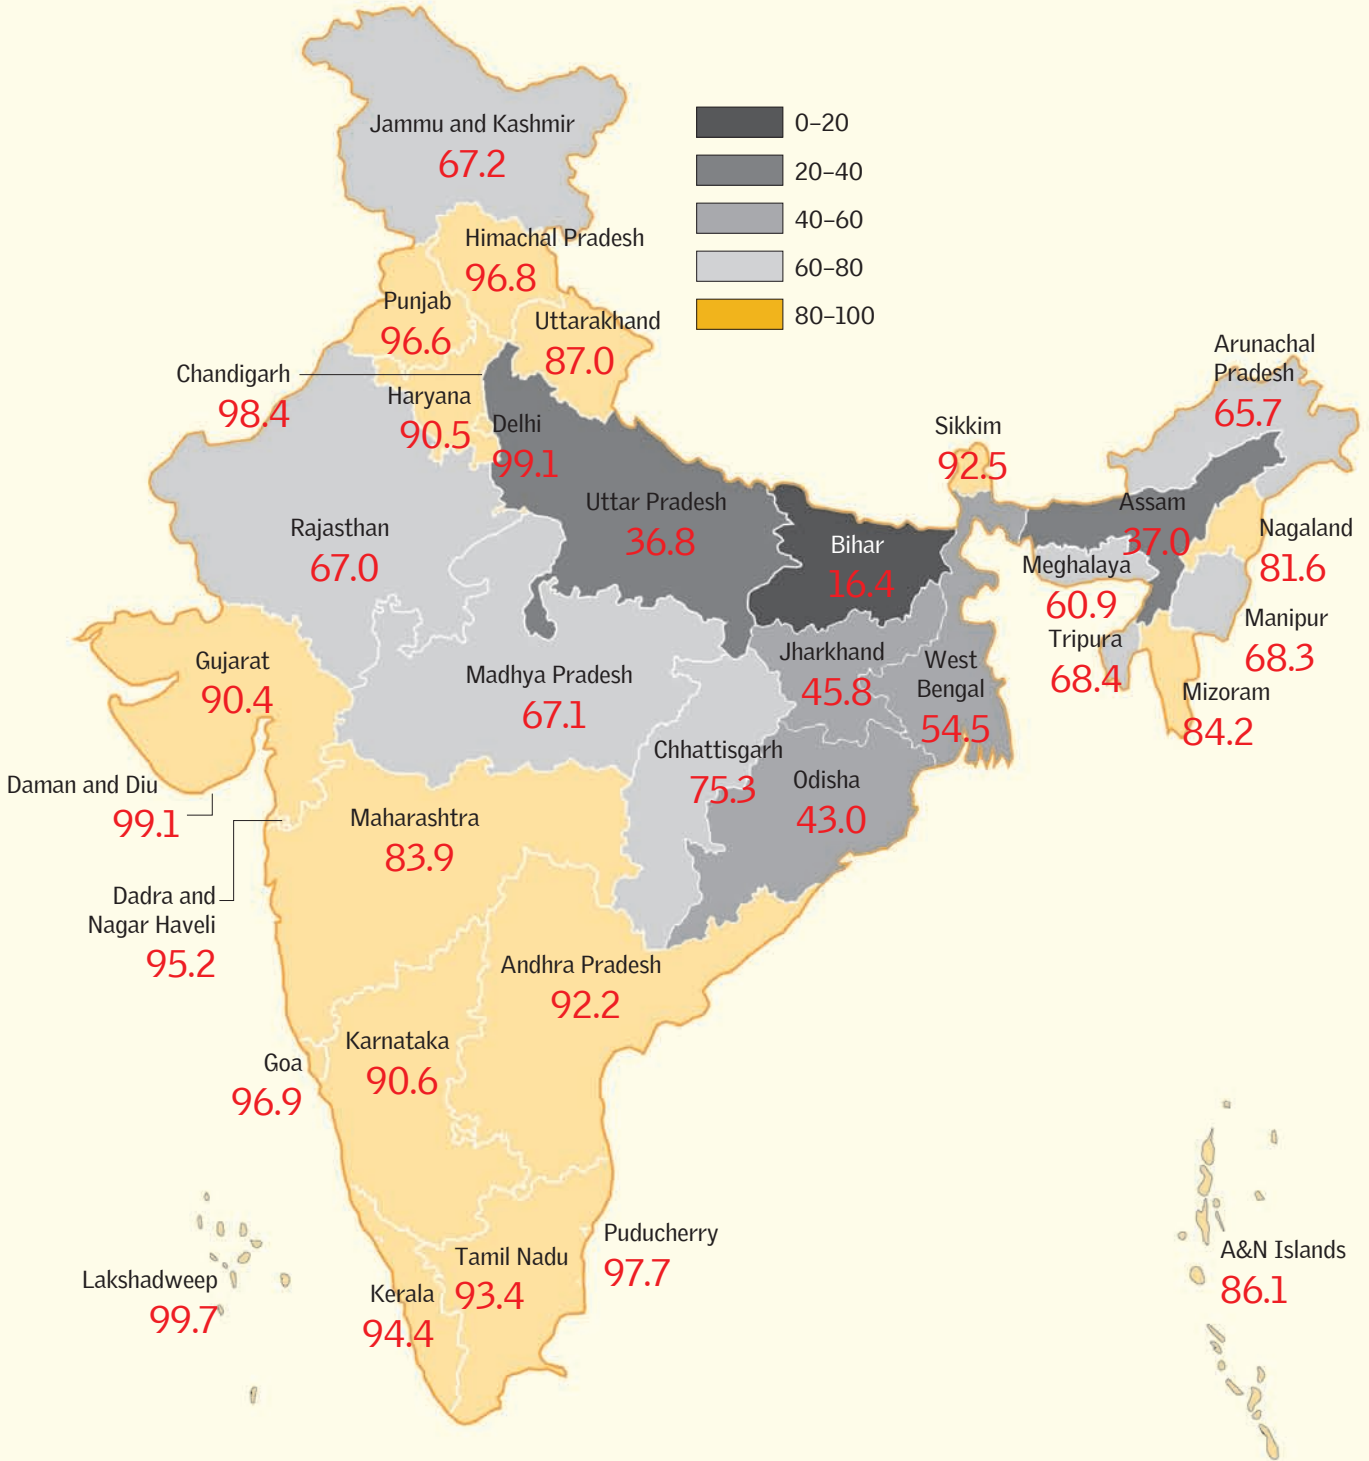 Jammu and Kashmir
67.2
0–20
20–40
40–60
60–80
80–100
Himachal Pradesh
96.8
Punjab
96.6
Uttarakhand
87.0
Chandigarh
98.4
Haryana
90.5
Delhi
99.1
Arunachal
Pradesh
65.7
Sikkim
92.5
Uttar Pradesh
36.8
Assam
37.0
Rajasthan
67.0
Bihar
16.4
Nagaland
81.6
Meghalaya
60.9
Manipur
68.3
Tripura
68.4
Mizoram
84.2
Gujarat
90.4
Madhya Pradesh
67.1
Jharkhand
45.8
West
Bengal
54.5
Chhattisgarh
75.3
Odisha
43.0
Daman and Diu
99.1
Maharashtra
83.9
Dadra and
Nagar Haveli
95.2
Andhra Pradesh
92.2
Karnataka
90.6
Goa
96.9
Puducherry
97.7
Tamil Nadu
93.4
Kerala
94.4
Lakshadweep
99.7
A&N Islands
86.1